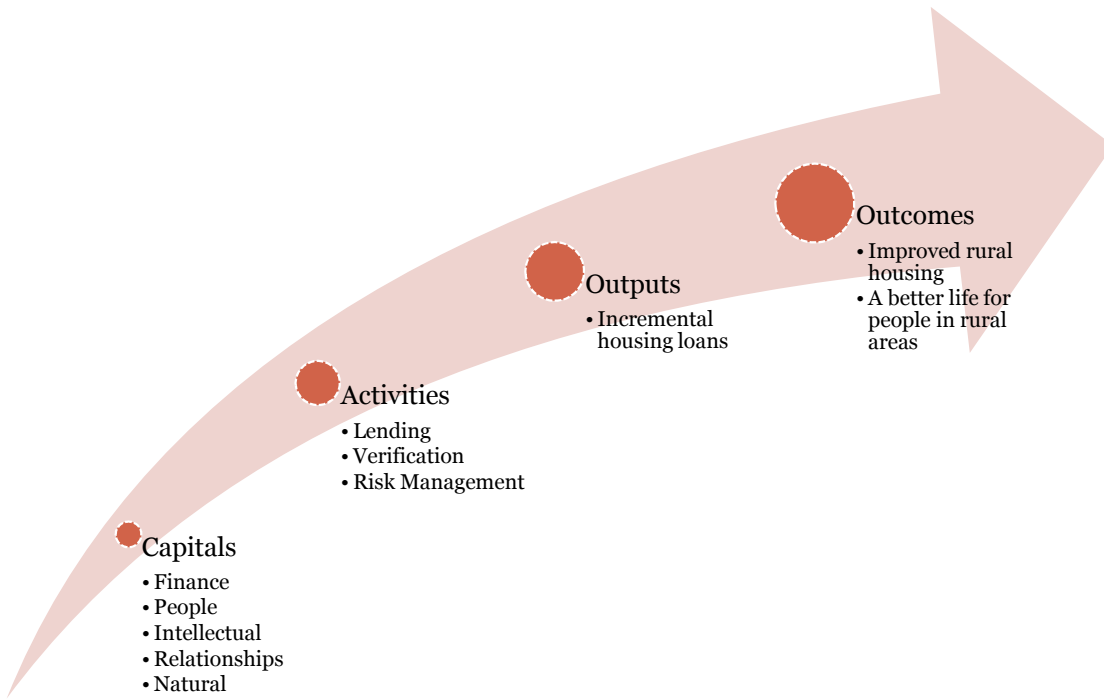 Capitals
• Finance
• People
• Intellectual
• Relationships
• Natural
Activities
• Lending
• Verification
• Risk Management
Outputs
• Incremental
housing loans
Outcomes
• Improved rural
housing
• A better life for
people in rural
areas